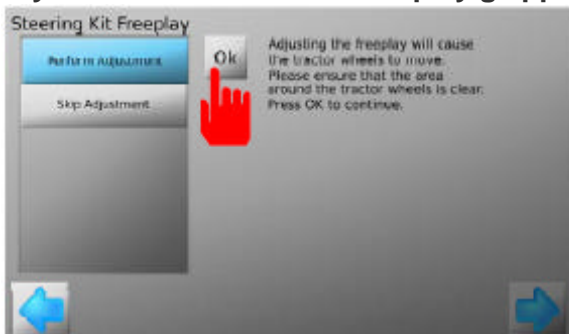 Steering Kit Freeplay
Perform Adjustment
Skip Adjustment
Ok
Adjusting the freeplay will cause
the tractor wheels to move.
Please ensure that the area
around the tractor wheels is clear.
Press OK to continue.